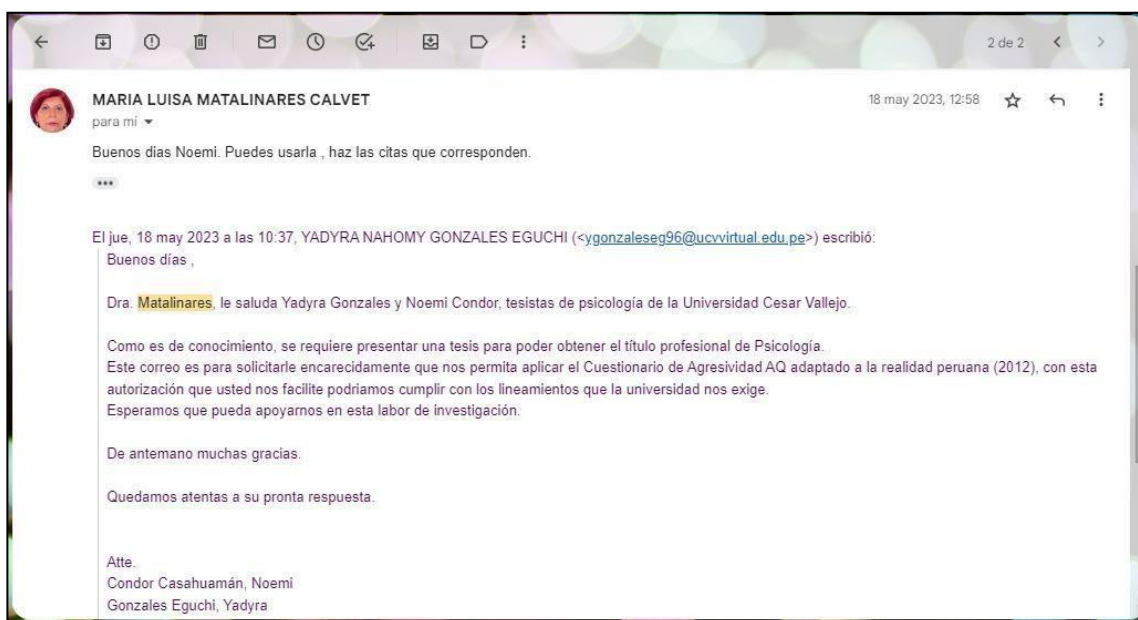 2 de 2
MARIA LUISA MATALINARES CALVET
18 may 2023, 12:58
para mí
Buenos dias Noemi. Puedes usarla , haz las citas que corresponden.
El jue, 18 may 2023 a las 10:37, YADYRA NAHOMY GONZALES EGUCHI (<ygonzaleseg96@ucvvirtual.edu.pe>) escribió:
Buenos días ,
Dra. Matalinares, le saluda Yadyra Gonzales y Noemi Condor, tesistas de psicología de la Universidad Cesar Vallejo.
Como es de conocimiento, se requiere presentar una tesis para poder obtener el título profesional de Psicología.
Este correo es para solicitarle encarecidamente que nos permita aplicar el Cuestionario de Agresividad AQ adaptado a la realidad peruana (2012), con esta
autorización que usted nos facilite podriamos cumplir con los lineamientos que la universidad nos exige.
Esperamos que pueda apoyarnos en esta labor de investigación.
De antemano muchas gracias.
Quedamos atentas a su pronta respuesta.
Atte.
Condor Casahuamán, Noemi
Gonzales Eguchi, Yadyra